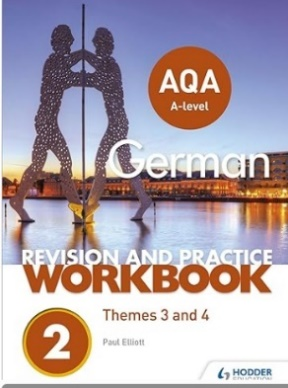 AQA
A-level
German
REVISION AND PRACTICE
WORKBOOK
2
Themes 3 and 4
Paul Elliott
HODDER